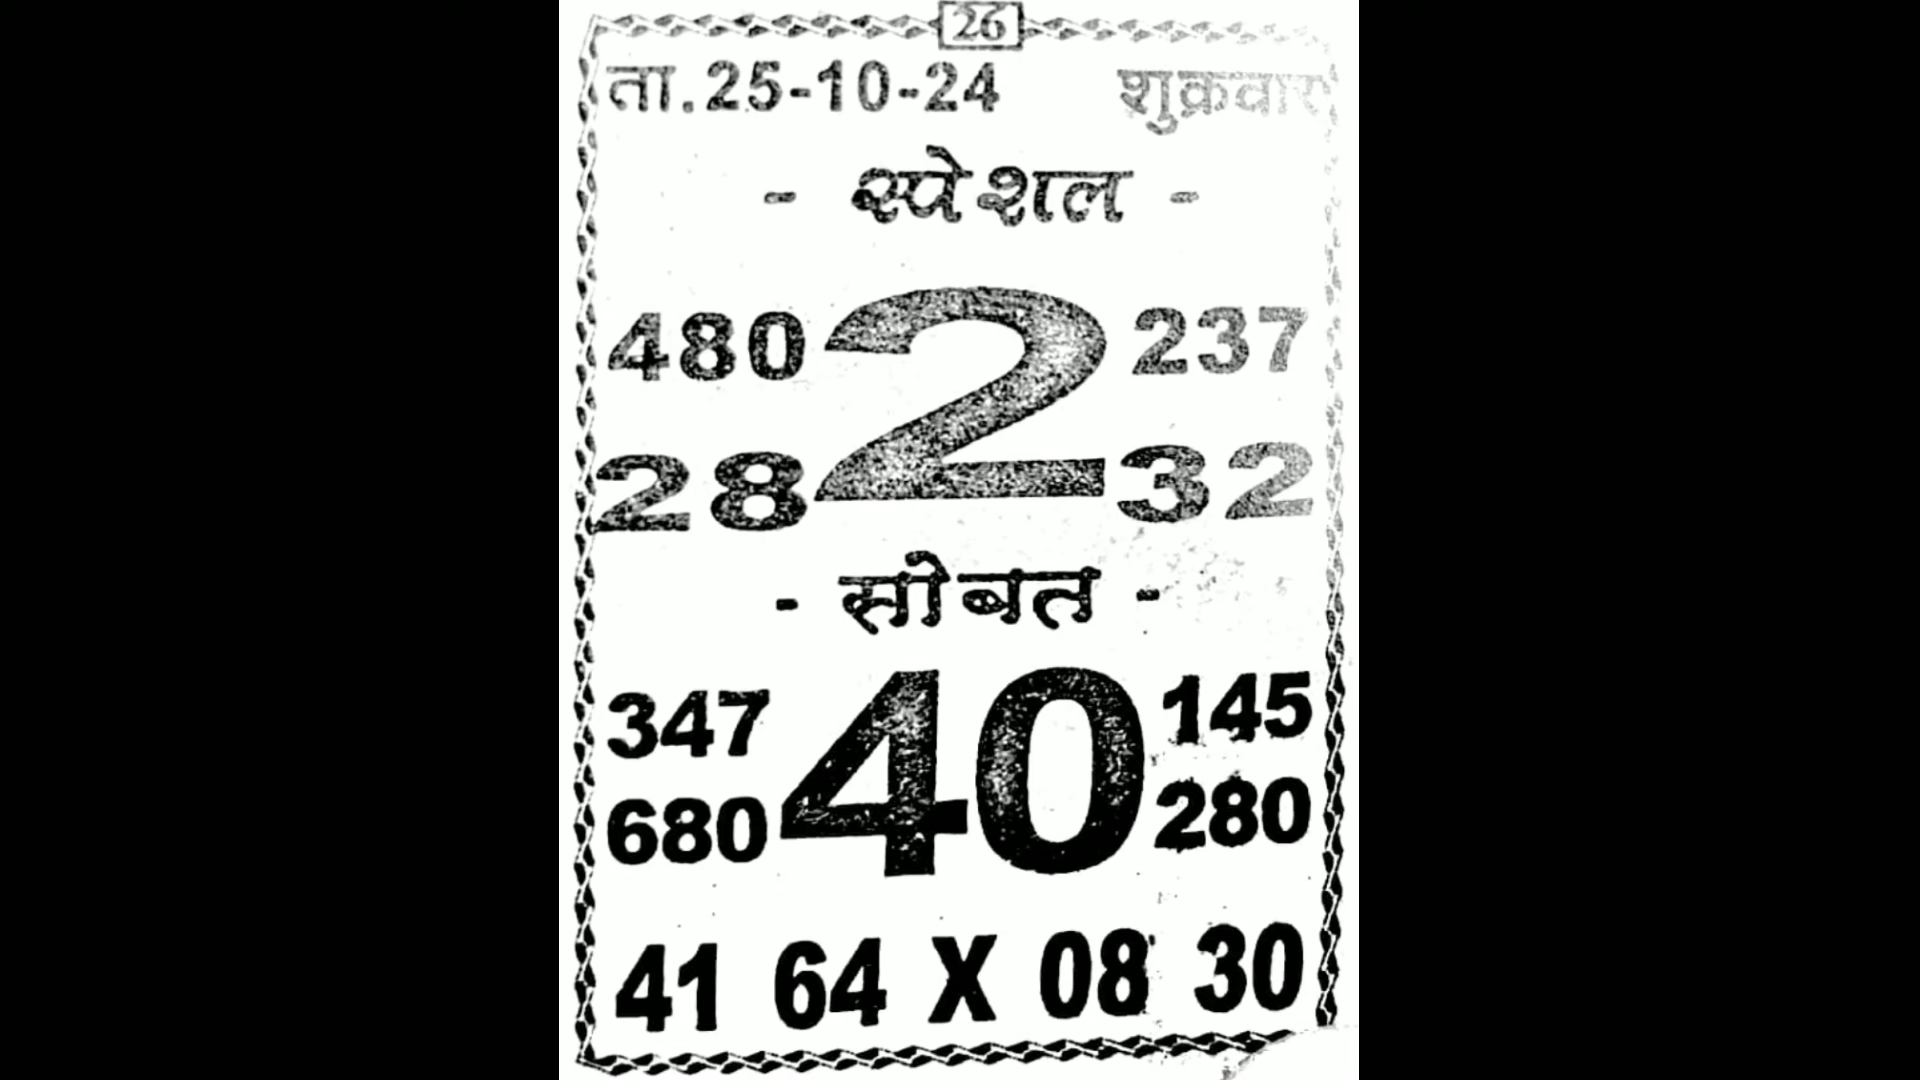 26
ता.25-10-24 शुक्रवार
- स्पेशल -
480 2 237
28 32
- सोबत -
347 40 145
680 280
41 64 X 08 30